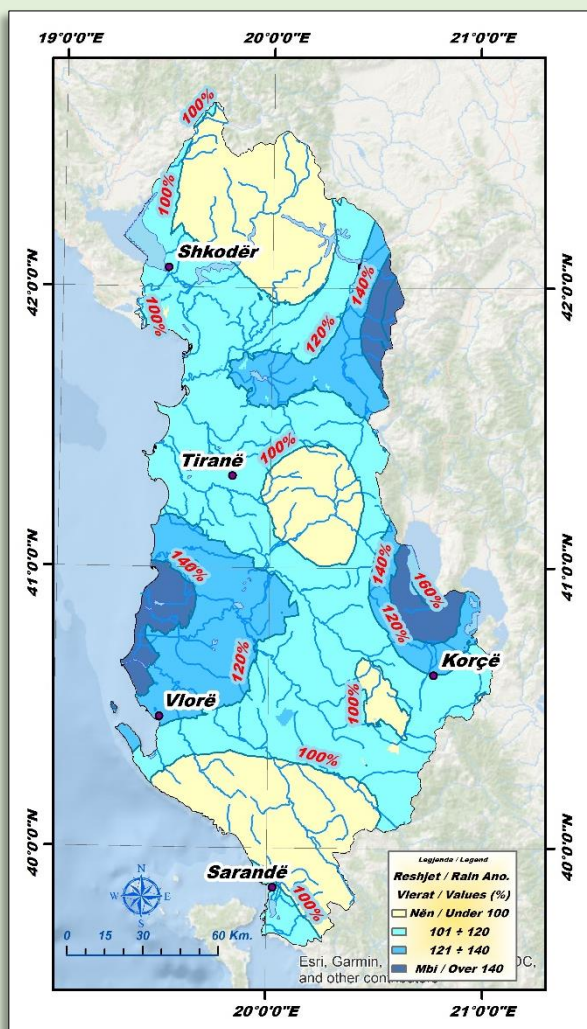 19°0'0"E 20°0'0"E 21°0'0"E
100%
100%
Shkodër
42°0'0"N 42°0'0"N
100%
140%
120%
100%
Tiranë
41°0'0"N 41°0'0"N
140%
140%
160%
120%
120%
Korçë
100%
Vlorë
100%
40°0'0"N 40°0'0"N
Sarandë
100%
N
W E
S
0 15 30 60 Km.
Legjenda / Legend
Reshjet / Rain Ano.
Vlerat / Values (%)
Nën / Under 100
101 ÷ 120
121 ÷ 140
Mbi / Over 140
Esri, Garmin, OC,
and other contributors
20°0'0"E 21°0'0"E